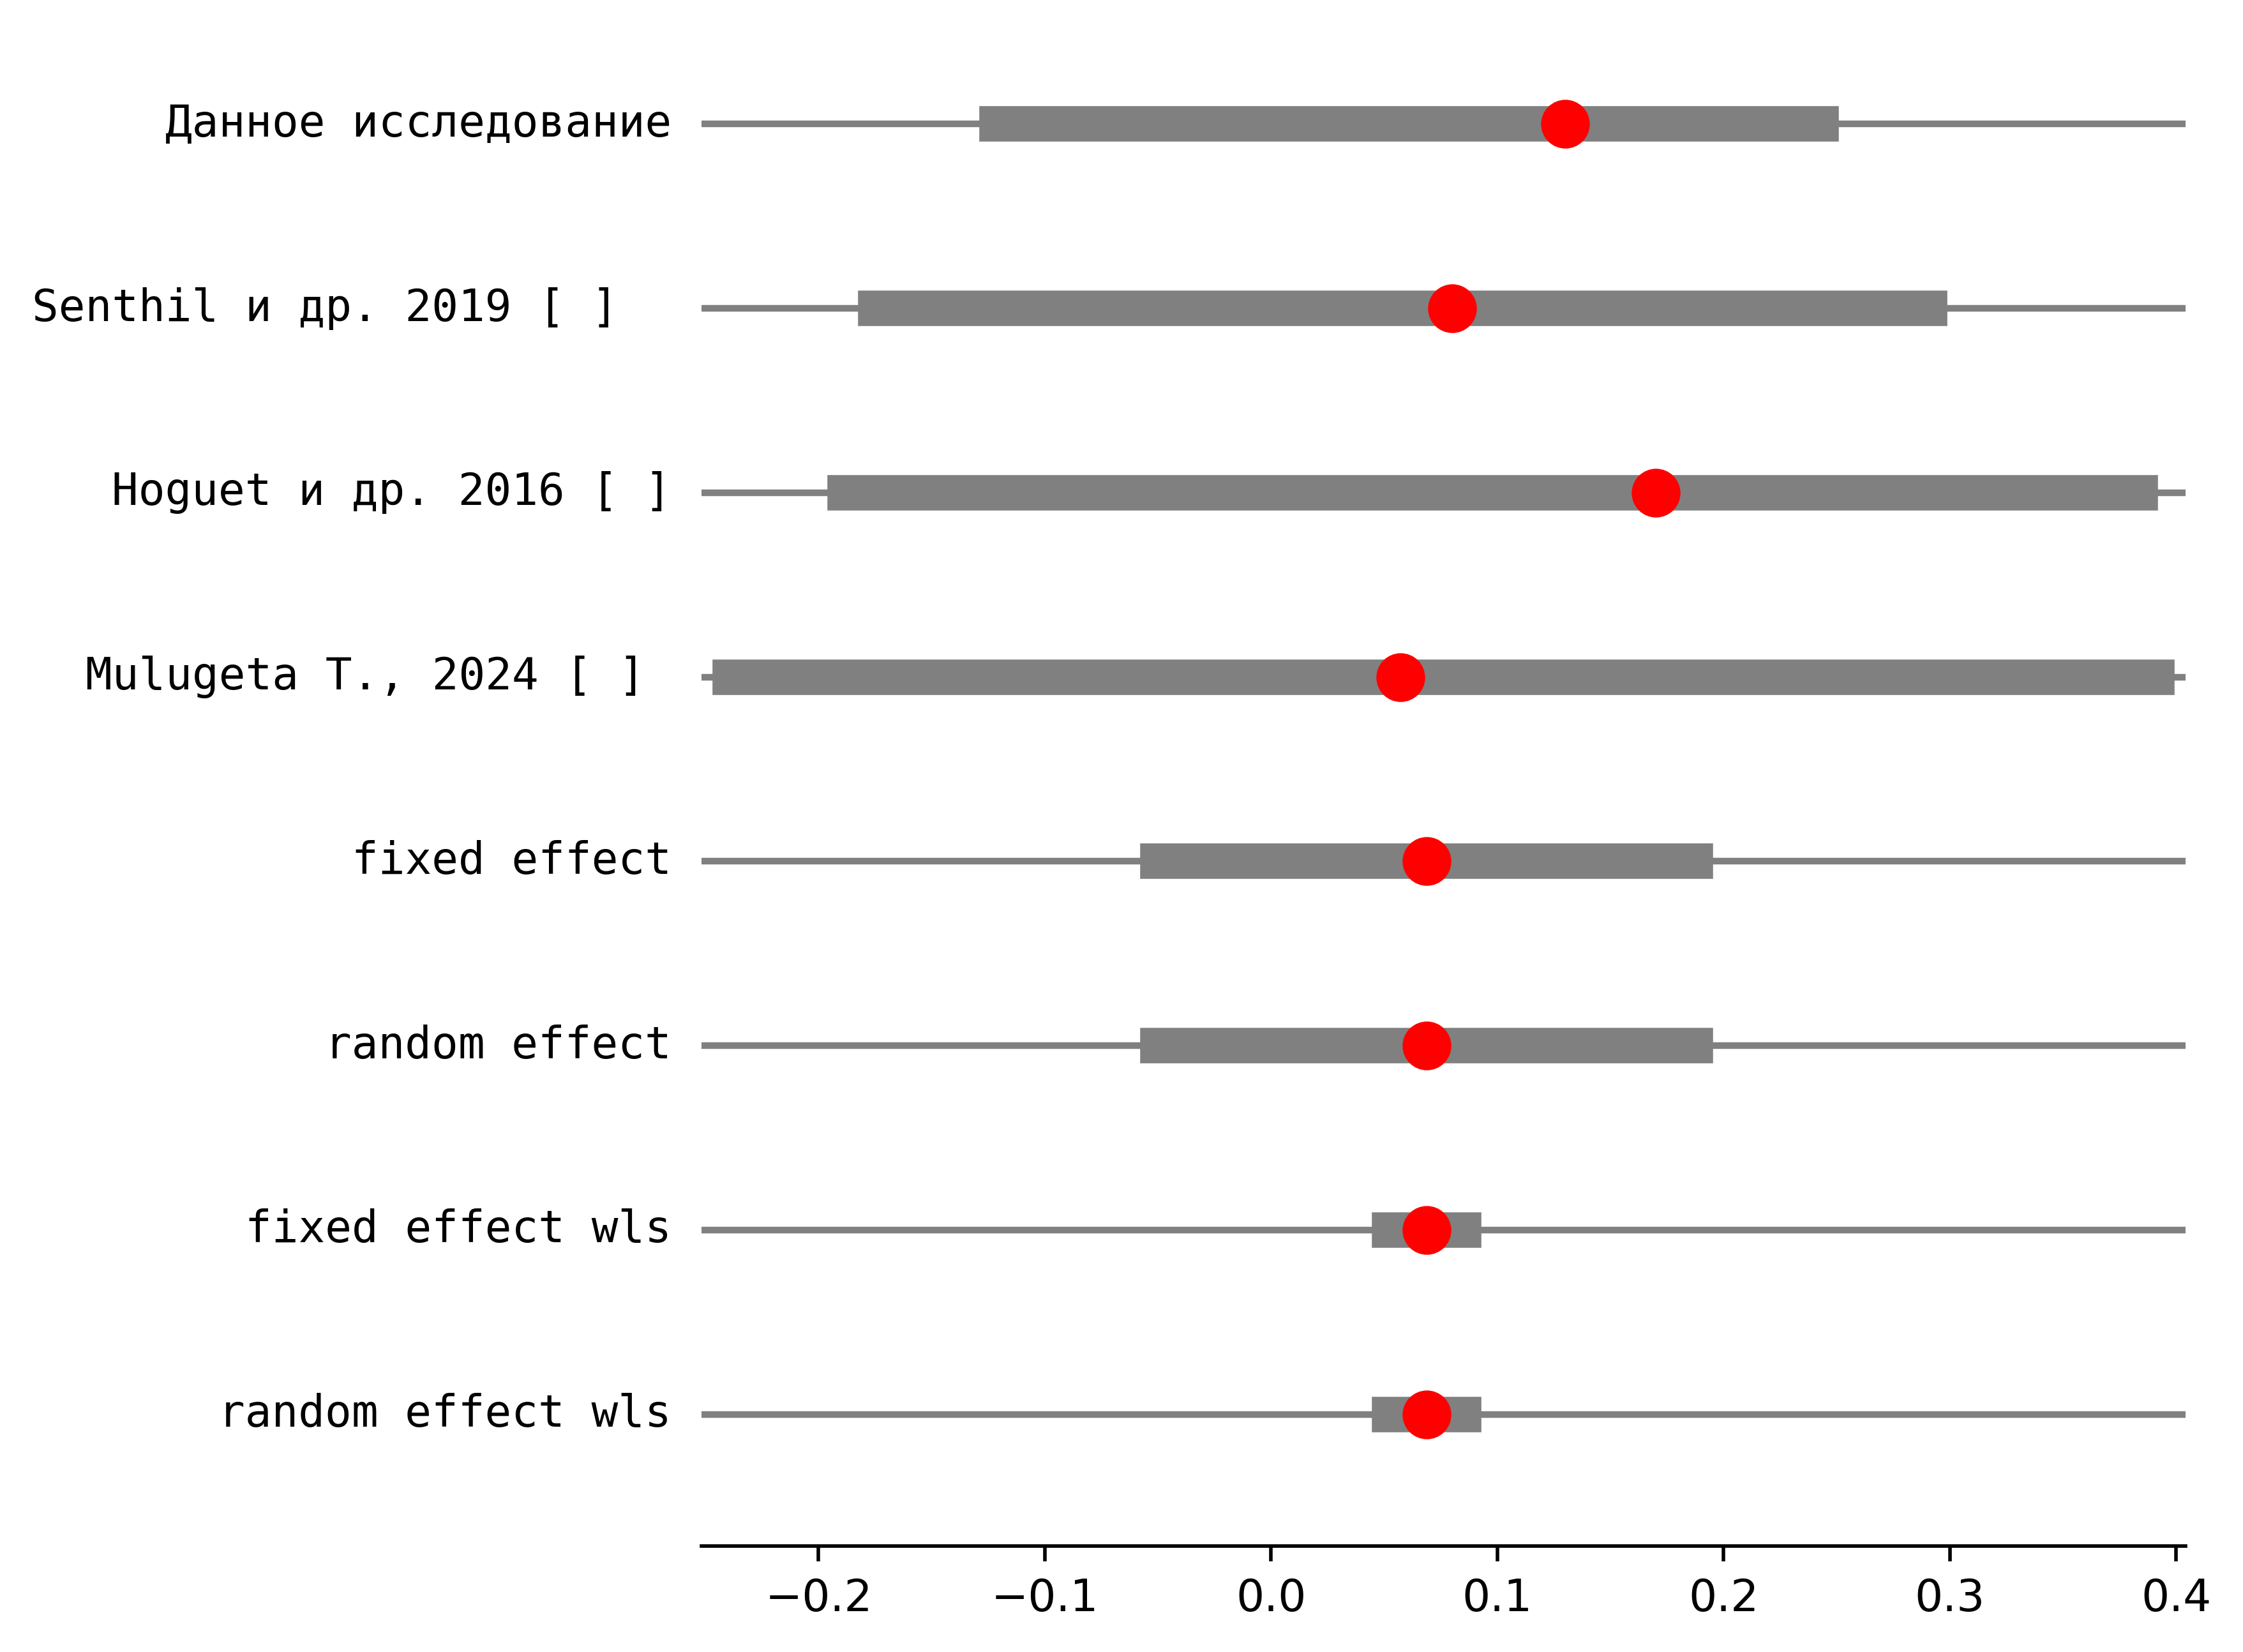 Данное исследование
Senthil и др. 2019 [ ]
Hoguet и др. 2016 [ ]
Mulugeta T., 2024 [ ]
fixed effect
random effect
fixed effect wls
random effect wls
−0.2 −0.1 0.0 0.1 0.2 0.3 0.4